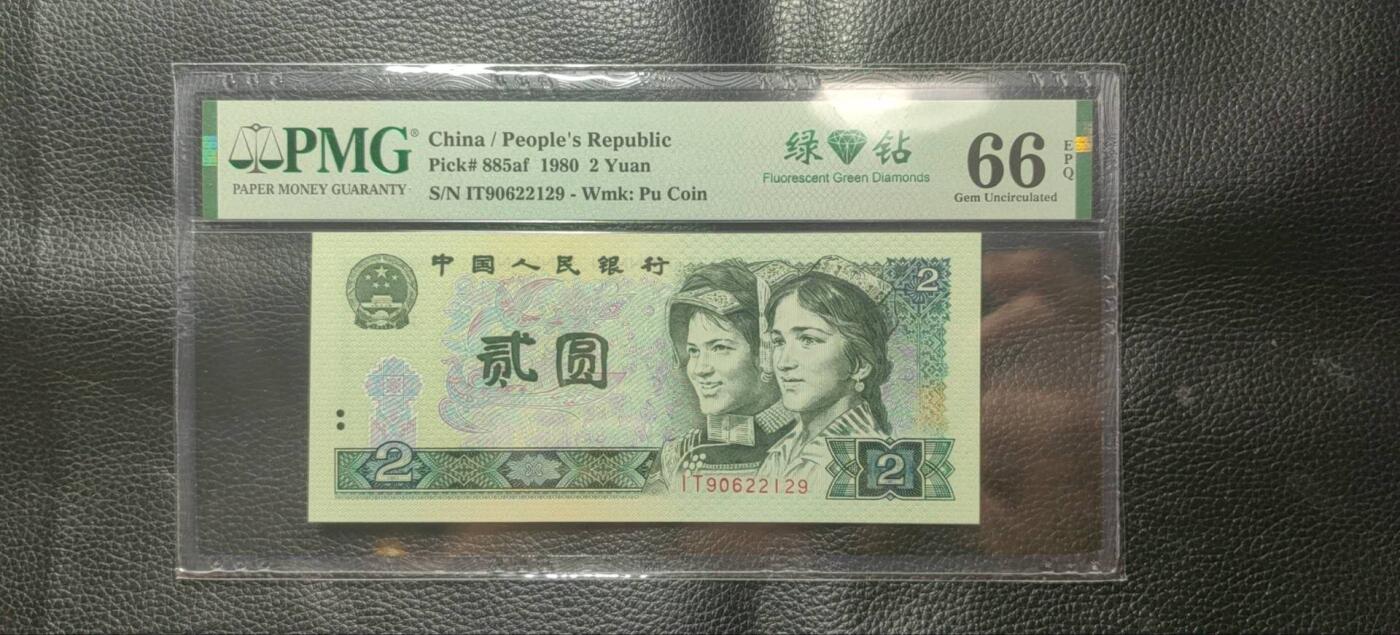 PMG®
PAPER MONEY GUARANTY
China / People's Republic
Pick# 885af 1980 2 Yuan
S/N IT90622129 - Wmk: Pu Coin
绿 钻
Fluorescent Green Diamonds
66
Gem Uncirculated
EPQ
中国人民银行
2
贰圆
2
2
IT90622129